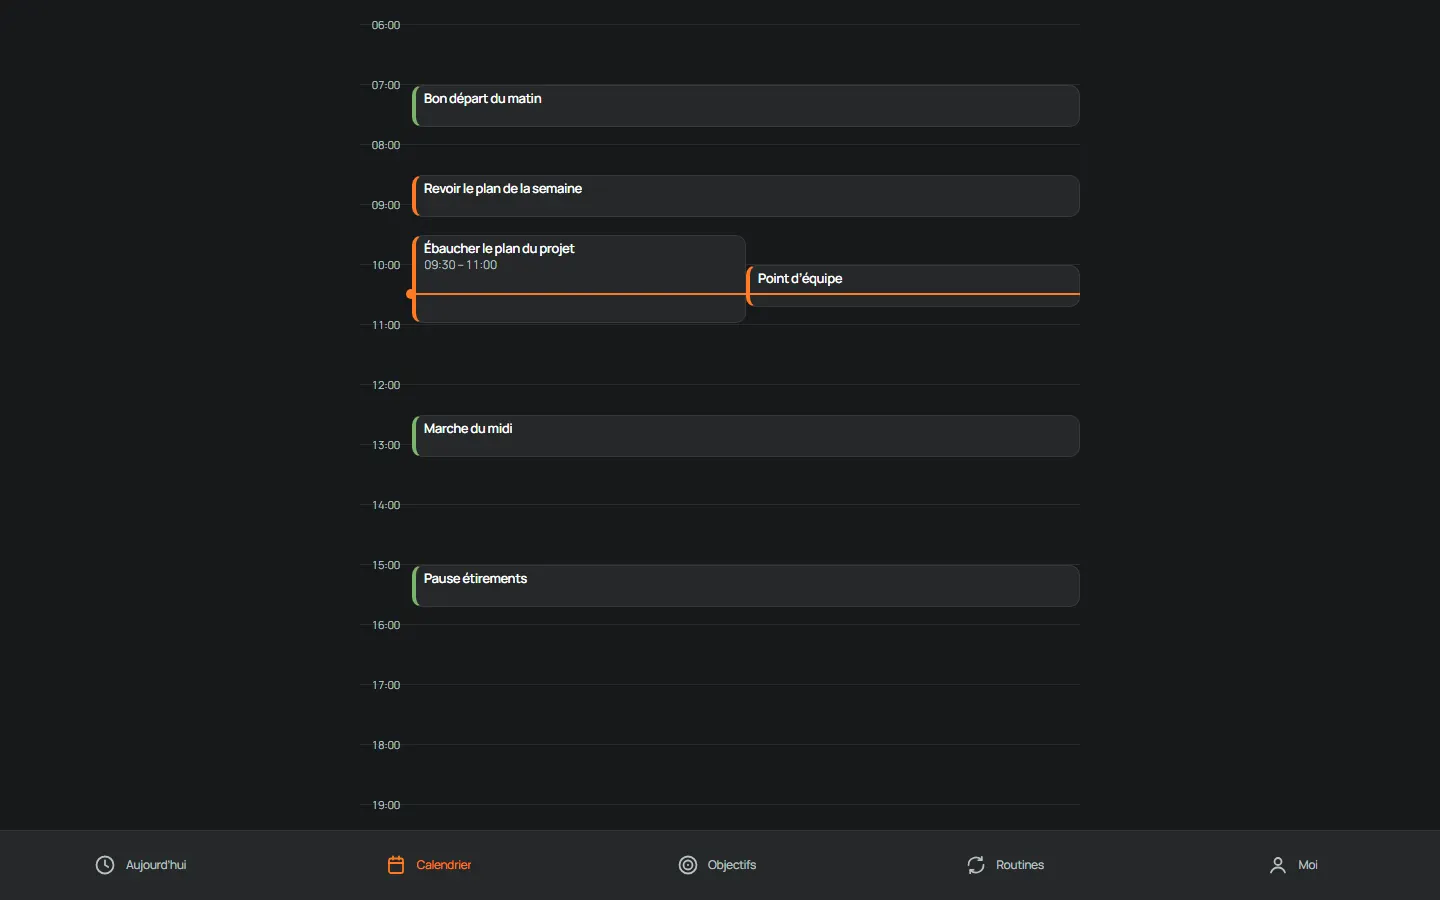 06:00
07:00
Bon départ du matin
08:00
Revoir le plan de la semaine
09:00
Ébaucher le plan du projet
09:30 – 11:00
10:00
Point d’équipe
11:00
12:00
Marche du midi
13:00
14:00
15:00
Pause étirements
16:00
17:00
18:00
19:00
Aujourd'hui
Calendrier
Objectifs
Routines
Moi